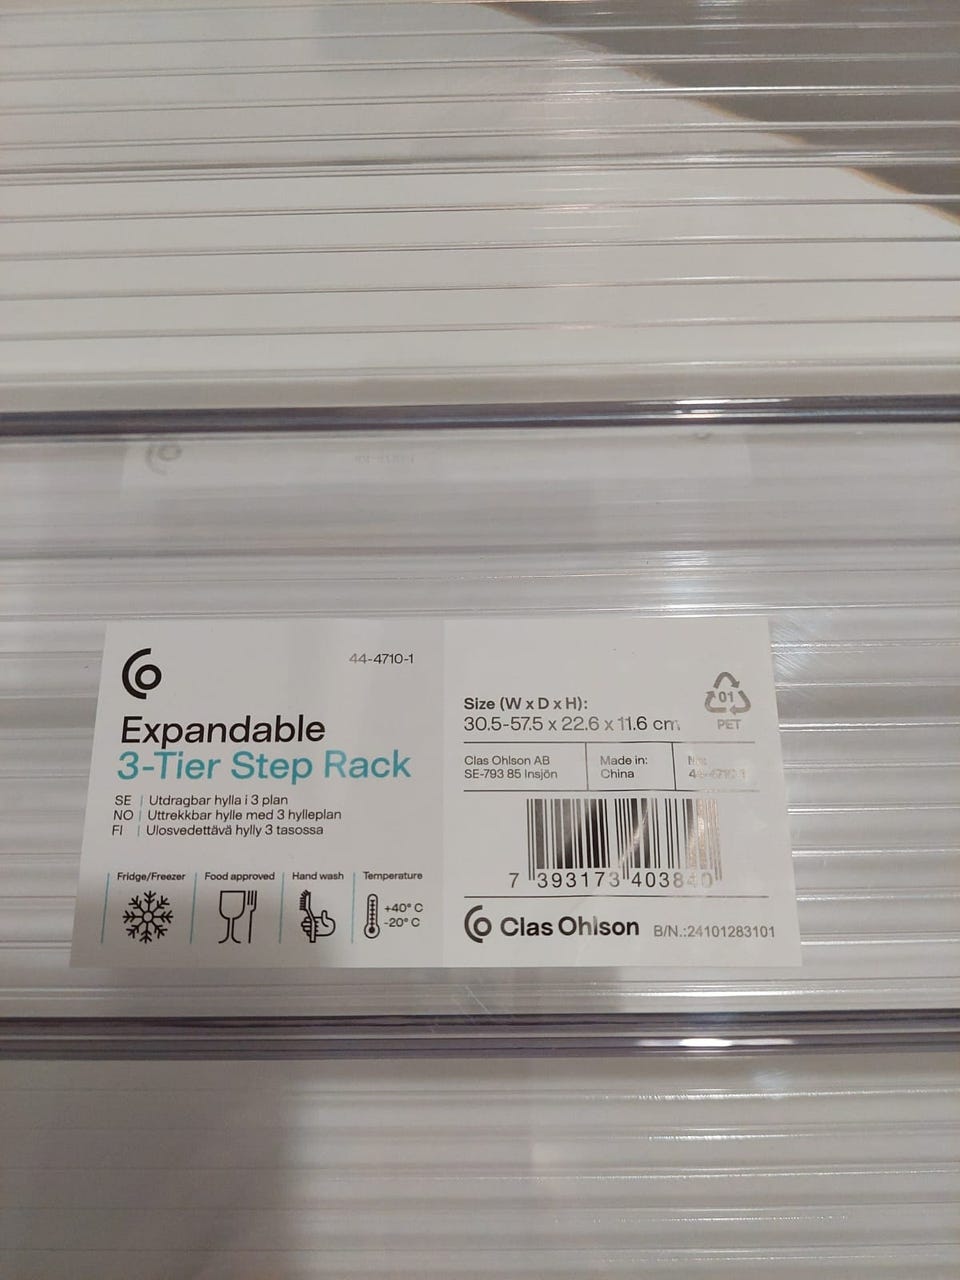 44-4710-1
Expandable
3-Tier Step Rack
SE | Utdragbar hylla i 3 plan
NO | Uttrekkbar hylle med 3 hylleplan
FI | Ulosvedettävä hylly 3 tasossa
Fridge/Freezer
Food approved
Hand wash
Temperature
+40° C
-20° C
Size (W x D x H):
30.5-57.5 x 22.6 x 11.6 cm
01
PET
Clas Ohlson AB
SE-793 85 Insjön
Made in:
China
7 393173 403840
Clas Ohlson
B/N.:24101283101